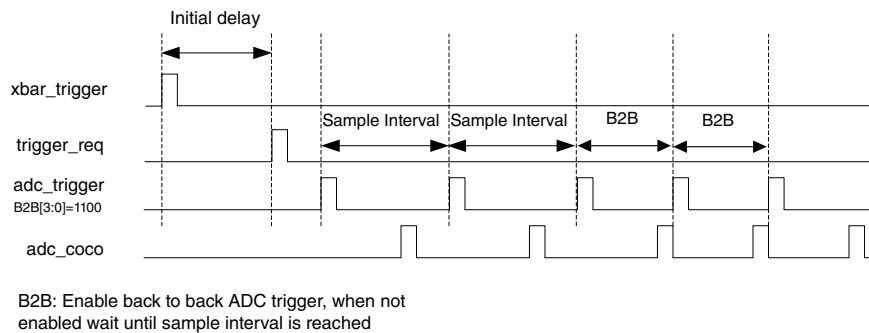 Initial delay
xbar_trigger
Sample Interval Sample Interval B2B B2B
trigger_req
adc_trigger
B2B[3:0]=1100
adc_coco
B2B: Enable back to back ADC trigger, when not
enabled wait until sample interval is reached